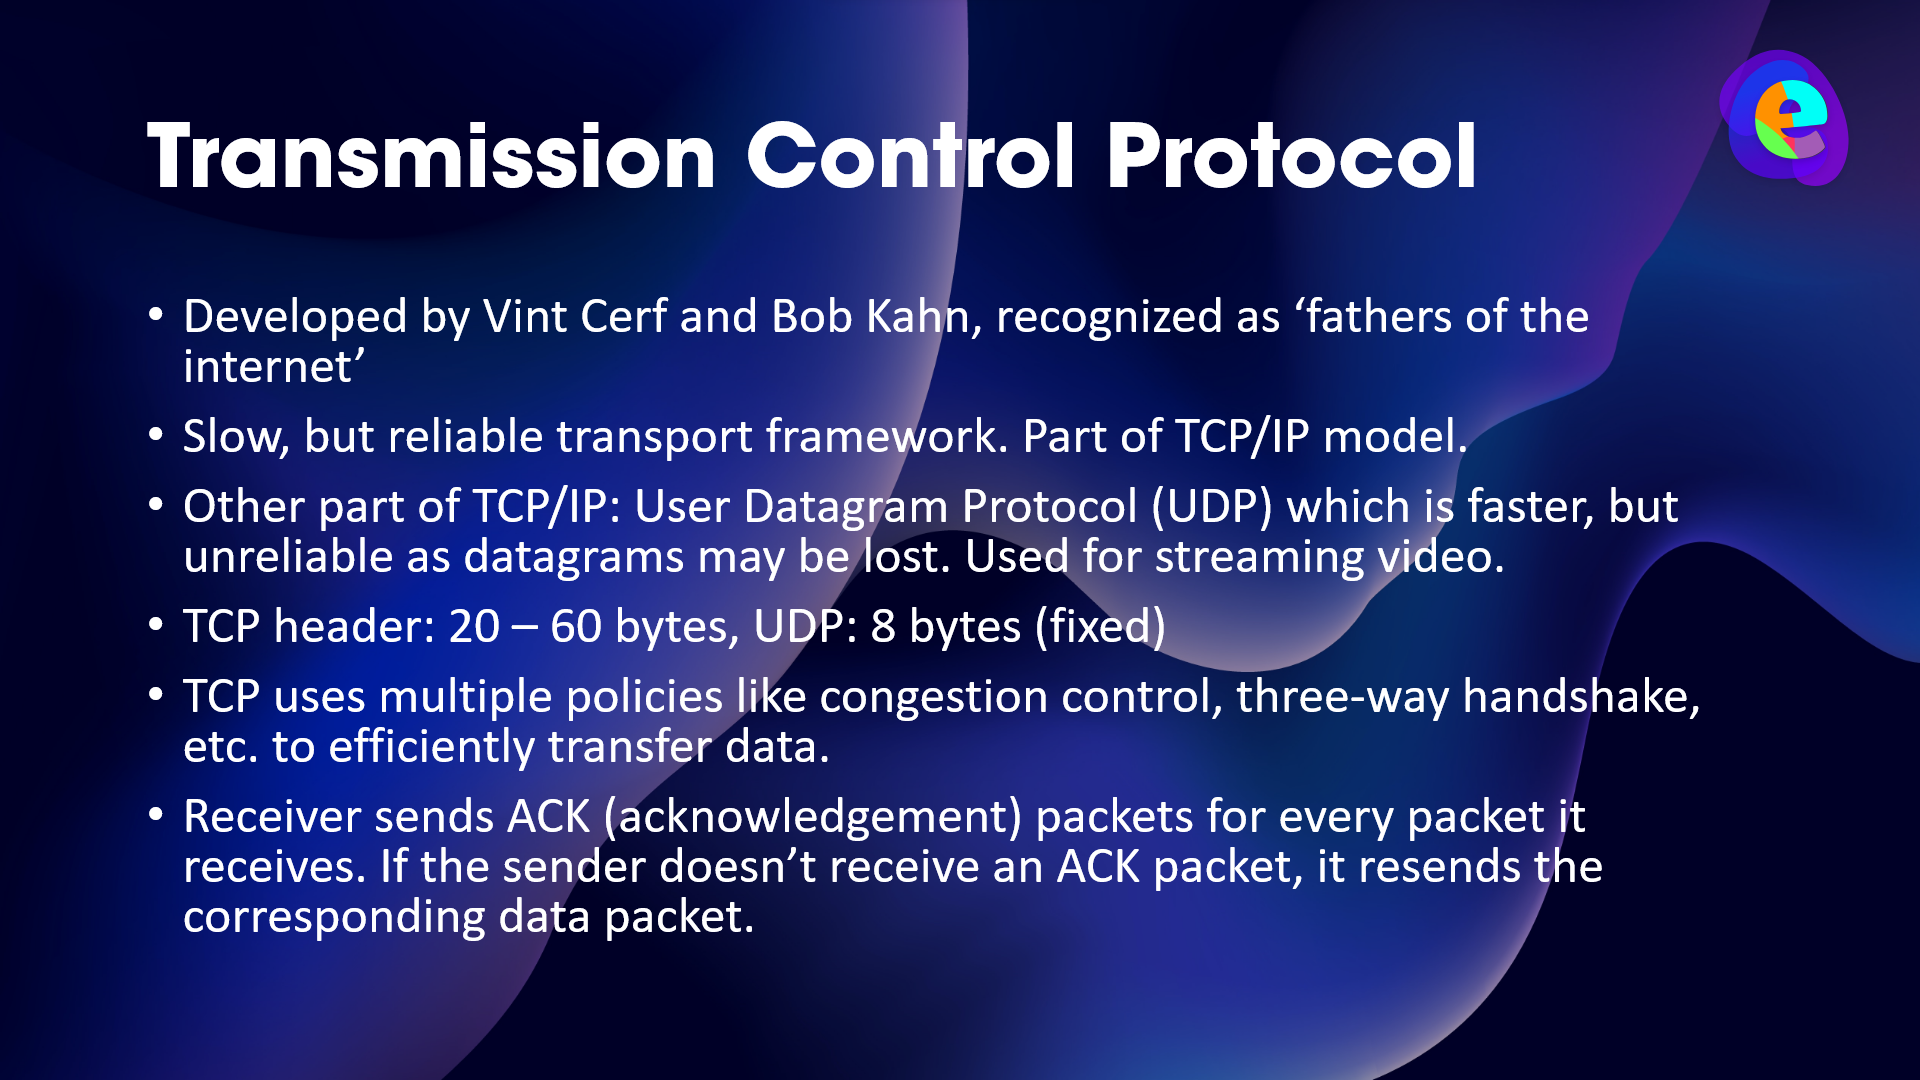 Transmission Control Protocol
• Developed by Vint Cerf and Bob Kahn, recognized as ‘fathers of the
internet’
• Slow, but reliable transport framework. Part of TCP/IP model.
• Other part of TCP/IP: User Datagram Protocol (UDP) which is faster, but
unreliable as datagrams may be lost. Used for streaming video.
• TCP header: 20 – 60 bytes, UDP: 8 bytes (fixed)
• TCP uses multiple policies like congestion control, three-way handshake,
etc. to efficiently transfer data.
• Receiver sends ACK (acknowledgement) packets for every packet it
receives. If the sender doesn’t receive an ACK packet, it resends the
corresponding data packet.
e